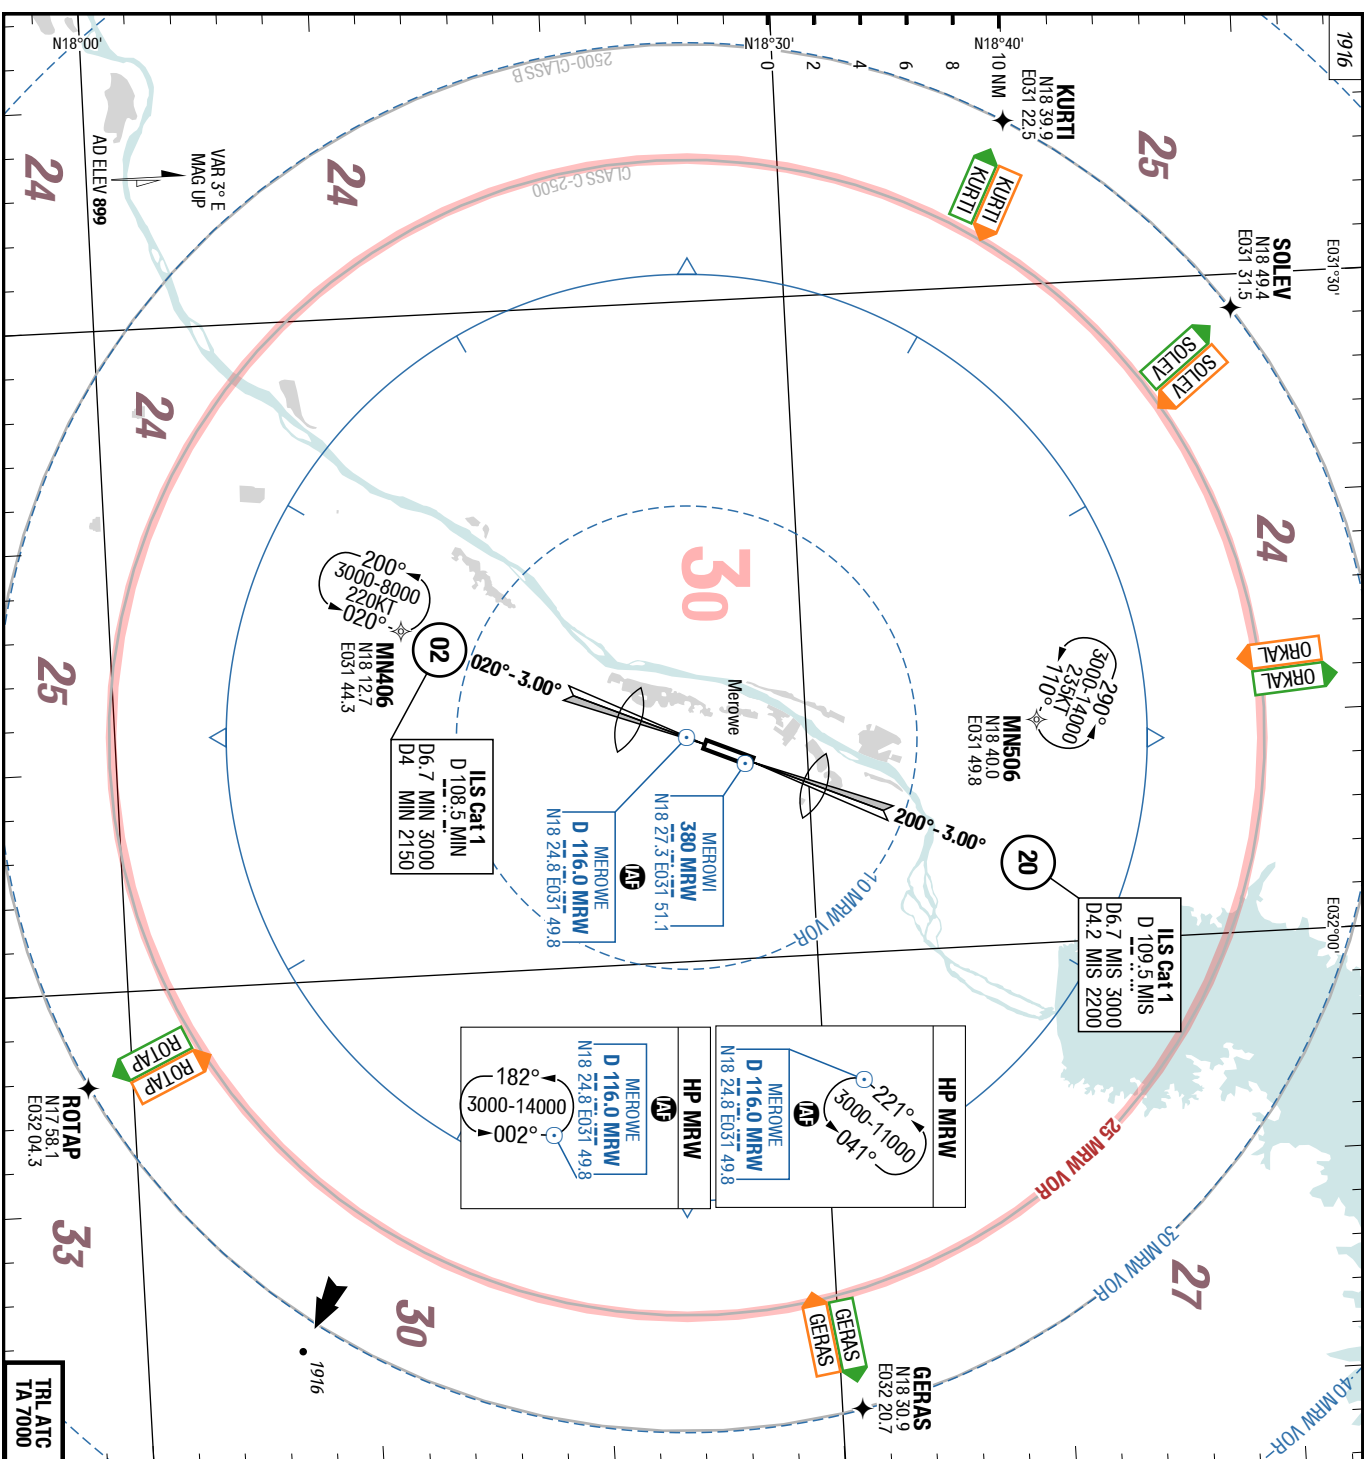 1916
N18°00'
N18°30'
N18°40'
0
2
4
6
8
10 NM
2500-CLASS B
CLASS C-2500
KURTI
N18 39.9
E031 22.5
KURTI
KURTI
25
SOLEV
N18 49.4
E031 31.5
E031°30'
SOLEV
SOLEV
24
24
24
24
VAR 3° E
MAG UP
AD ELEV 899
ORKAL
ORKAL
30
25
200°
3000-8000
220KT
020°
MN406
N18 12.7
E031 44.3
02
020°- 3.00°
Merowe
290°
3000-14000
235KT
110°
MN506
N18 40.0
E031 49.8
200°- 3.00°
20
ILS Cat 1
D 108.5 MIN
D6.7 MIN 3000
D4 MIN 2150
MEROWI
380 MRW
N18 27.3 E031 51.1
MEROWE
D 116.0 MRW
N18 24.8 E031 49.8
IAF
10 MRW VOR
ILS Cat 1
D 109.5 MIS
D6.7 MIS 3000
D4.2 MIS 2200
E032°00'
HP MRW
221°
3000-11000
041°
IAF
MEROWE
D 116.0 MRW
N18 24.8 E031 49.8
HP MRW
IAF
MEROWE
D 116.0 MRW
N18 24.8 E031 49.8
182°
3000-14000
002°
ROTAP
ROTAP
ROTAP
N17 58.1
E032 04.3
33
30
1916
25 MRW VOR
30 MRW VOR
27
GERAS
GERAS
GERAS
N18 30.9
E032 20.7
40 MRW VOR
TRL ATC
TA 7000